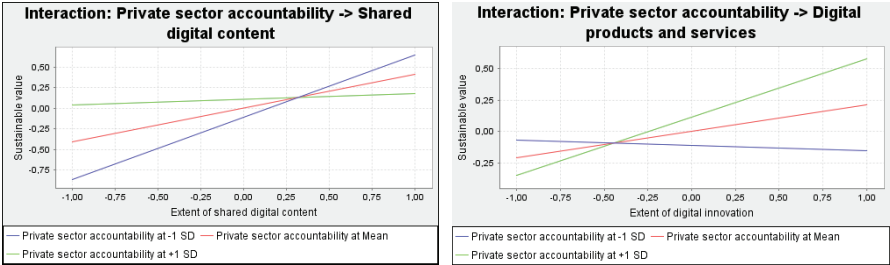 Interaction: Private sector accountability -> Shared
digital content
Sustainable value
0,50
0,25
0,00
-0,25
-0,50
-0,75
-1,00 -0,75 -0,50 -0,25 0,00 0,25 0,50 0,75 1,00
Extent of shared digital content
Private sector accountability at -1 SD Private sector accountability at Mean
Private sector accountability at +1 SD
Interaction: Private sector accountability -> Digital
products and services
Sustainable value
0,50
0,25
0,00
-0,25
-1,00 -0,75 -0,50 -0,25 0,00 0,25 0,50 0,75 1,00
Extent of digital innovation
Private sector accountability at -1 SD Private sector accountability at Mean
Private sector accountability at +1 SD